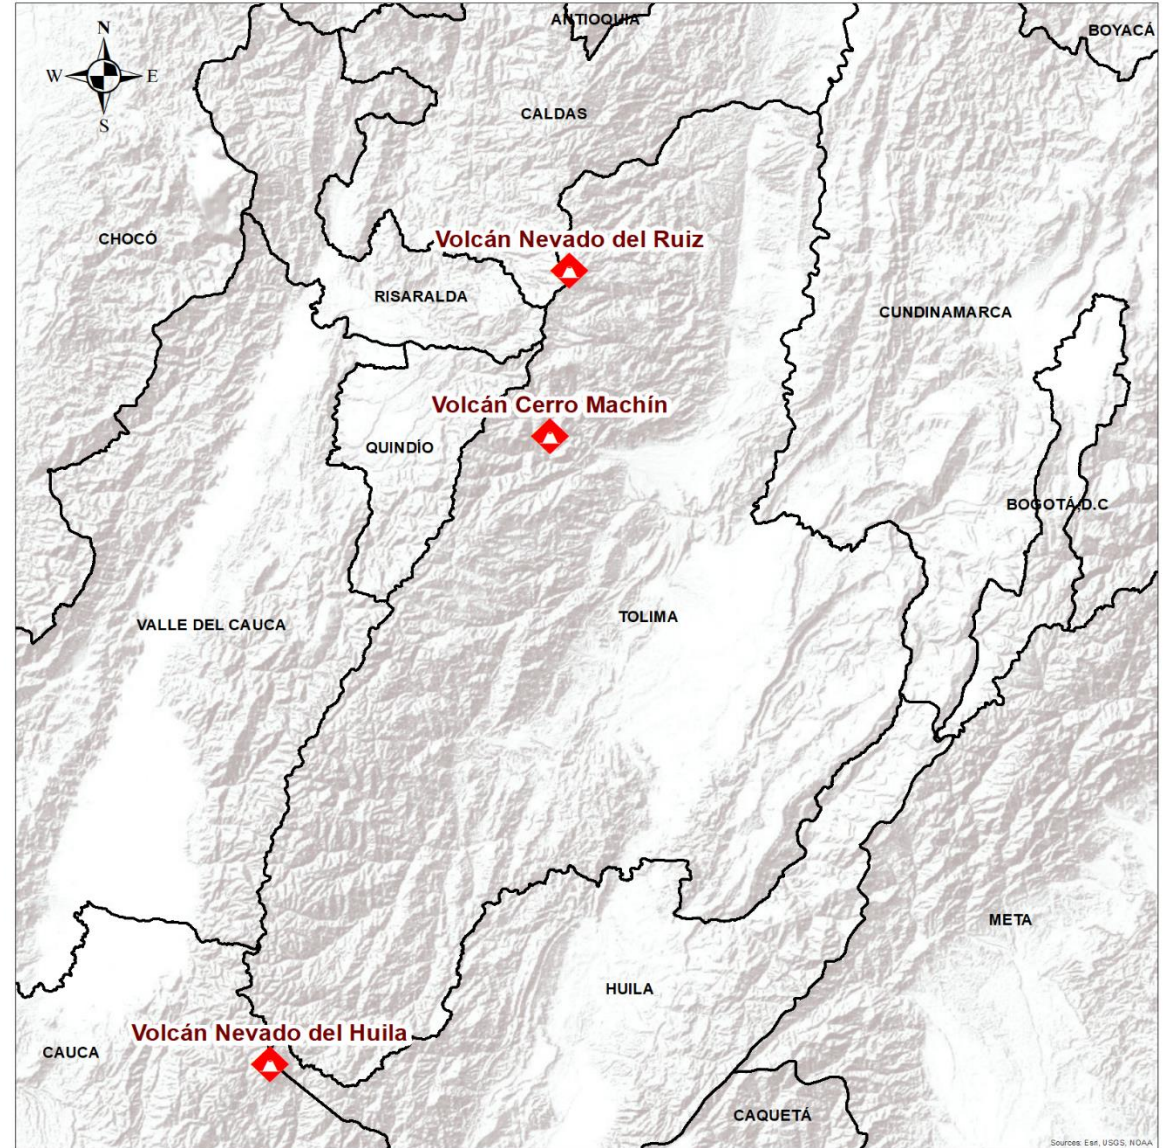 ANTIOQUIA
BOYACÁ
N
W E
S
CALDAS
CHOCÓ
Volcán Nevado del Ruiz
RISARALDA
CUNDINAMARCA
Volcán Cerro Machín
QUINDÍO
BOGOTÁ,D.C
TOLIMA
VALLE DEL CAUCA
META
HUILA
Volcán Nevado del Huila
CAUCA
CAQUETÁ
Sources: Esri, USGS, NOAA